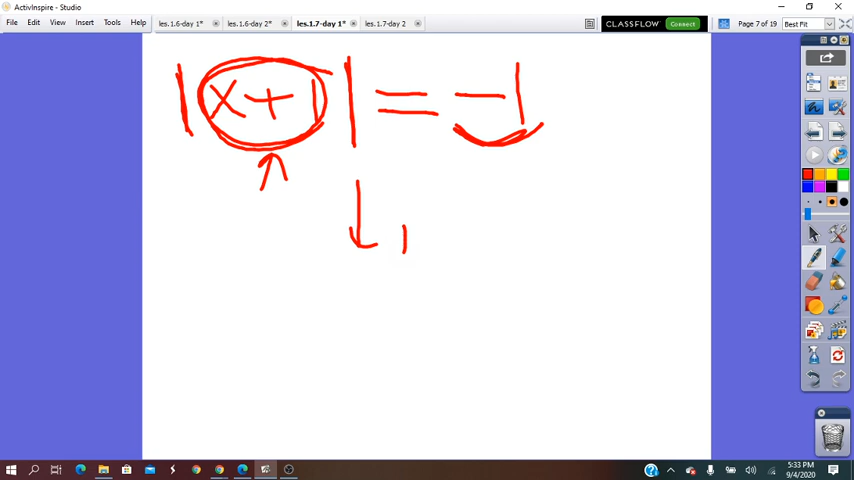 ActivInspire - Studio
File Edit View Insert Tools Help
les.1.6-day 1* × les.1.6-day 2* × les.1.7-day 1* × les.1.7-day 2 ×
CLASSFLOW Connect Page 7 of 19 Best Fit
|x+1| = -1
5:33 PM
9/4/2020